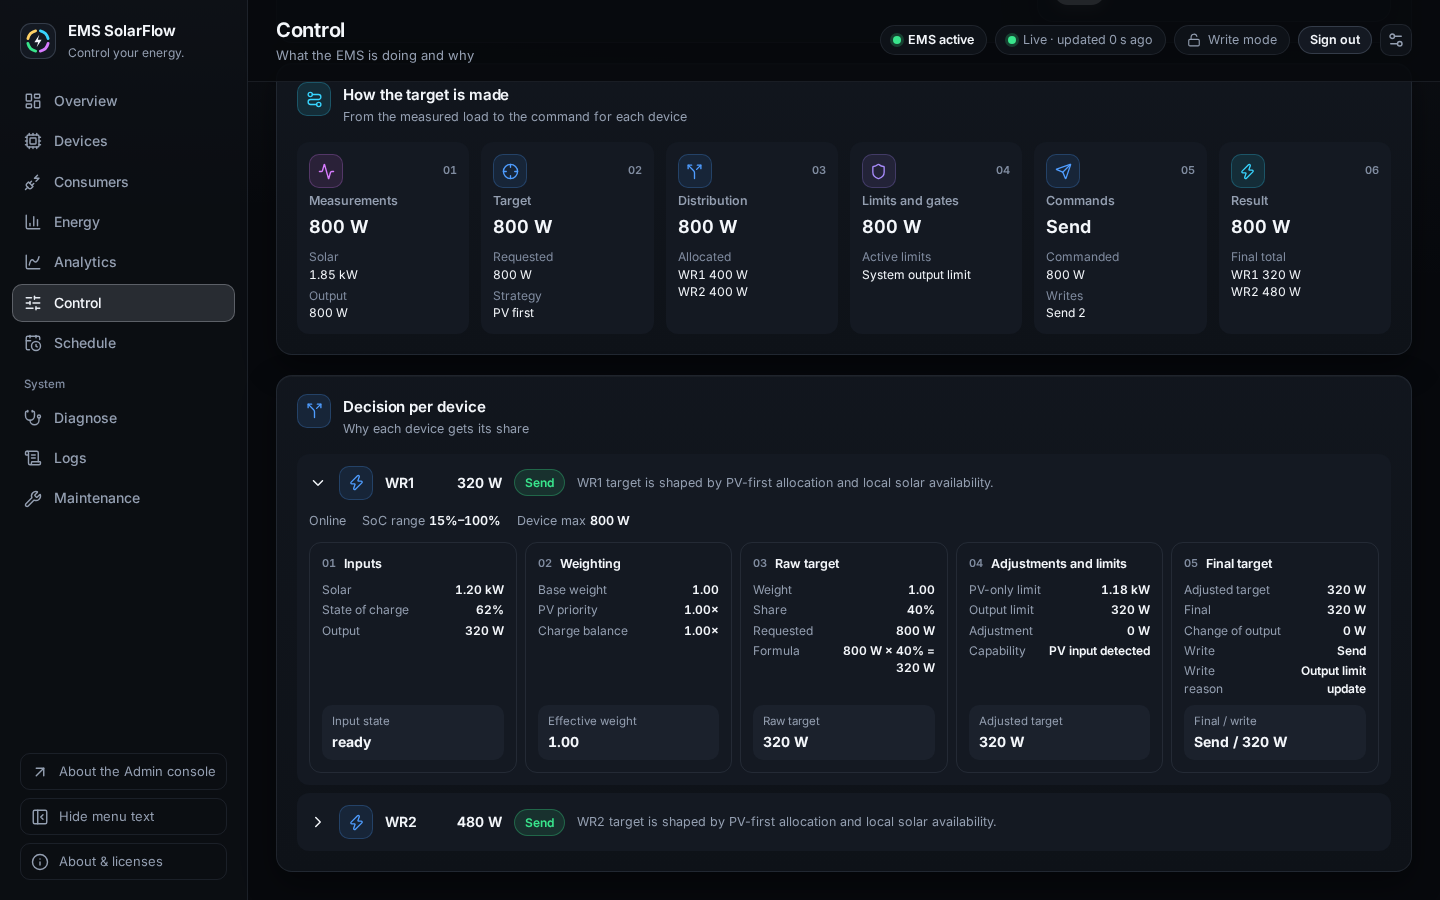 EMS SolarFlow
Control your energy.
Overview
Devices
Consumers
Energy
Analytics
Control
Schedule
System
Diagnose
Logs
Maintenance
About the Admin console
Hide menu text
About & licenses
Control
What the EMS is doing and why
EMS active
Live · updated 0 s ago
Write mode
Sign out
How the target is made
From the measured load to the command for each device
01
Measurements
800 W
Solar
1.85 kW
Output
800 W
02
Target
800 W
Requested
800 W
Strategy
PV first
03
Distribution
800 W
Allocated
WR1 400 W
WR2 400 W
04
Limits and gates
800 W
Active limits
System output limit
05
Commands
Send
Commanded
800 W
Writes
Send 2
06
Result
800 W
Final total
WR1 320 W
WR2 480 W
Decision per device
Why each device gets its share
WR1 320 W Send WR1 target is shaped by PV-first allocation and local solar availability.
Online SoC range 15%–100% Device max 800 W
01 Inputs
Solar 1.20 kW
State of charge 62%
Output 320 W
Input state
ready
02 Weighting
Base weight 1.00
PV priority 1.00×
Charge balance 1.00×
Effective weight
1.00
03 Raw target
Weight 1.00
Share 40%
Requested 800 W
Formula 800 W × 40% =
320 W
Raw target
320 W
04 Adjustments and limits
PV-only limit 1.18 kW
Output limit 320 W
Adjustment 0 W
Capability PV input detected
Adjusted target
320 W
05 Final target
Adjusted target 320 W
Final 320 W
Change of output 0 W
Write Send
Write Output limit
reason update
Final / write
Send / 320 W
WR2 480 W Send WR2 target is shaped by PV-first allocation and local solar availability.